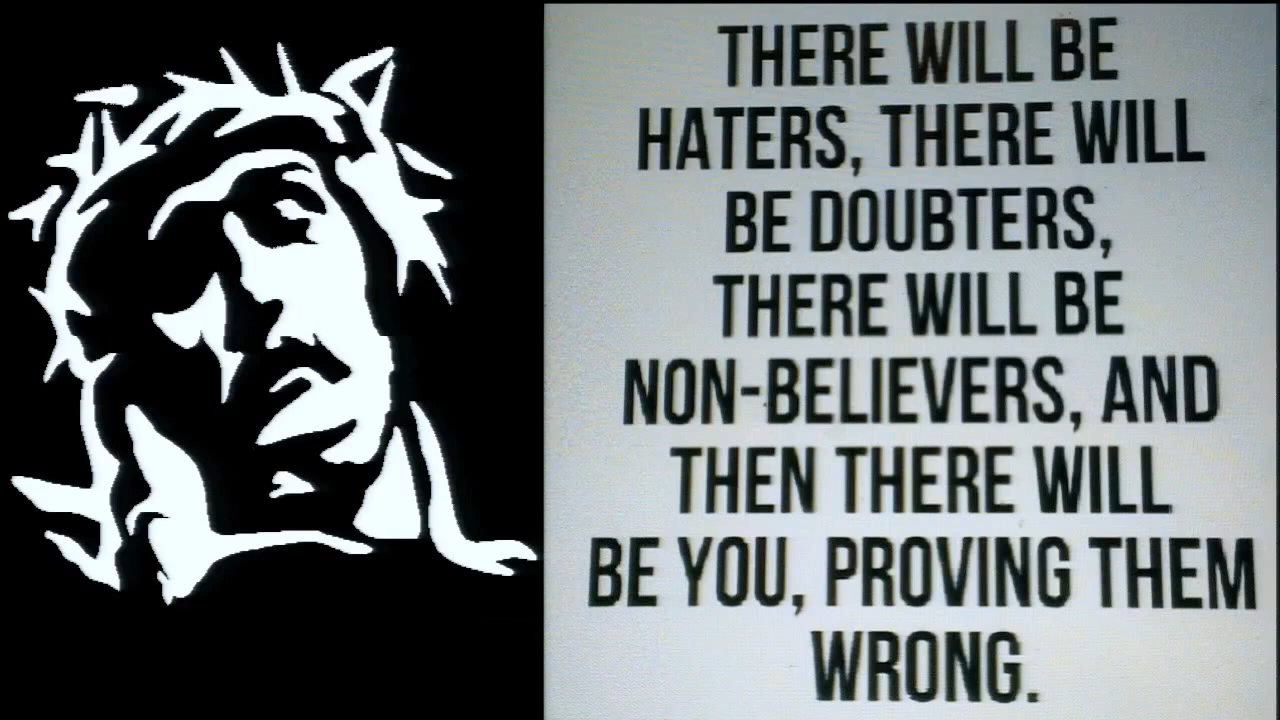 THERE WILL BE
HATERS, THERE WILL
BE DOUBTERS,
THERE WILL BE
NON-BELIEVERS, AND
THEN THERE WILL
BE YOU, PROVING THEM
WRONG.